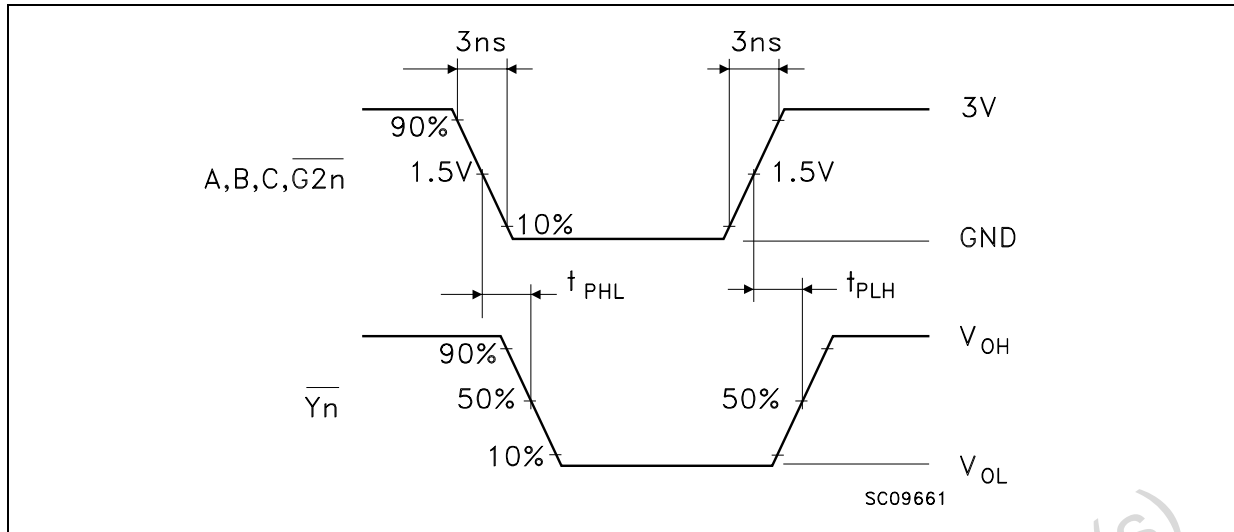 3ns 3ns
90% 3V
A,B,C,G2n 1.5V 1.5V
10% GND
tPHL tPLH
90% VOH
Yn 50% 50%
10% VOL
SC09661